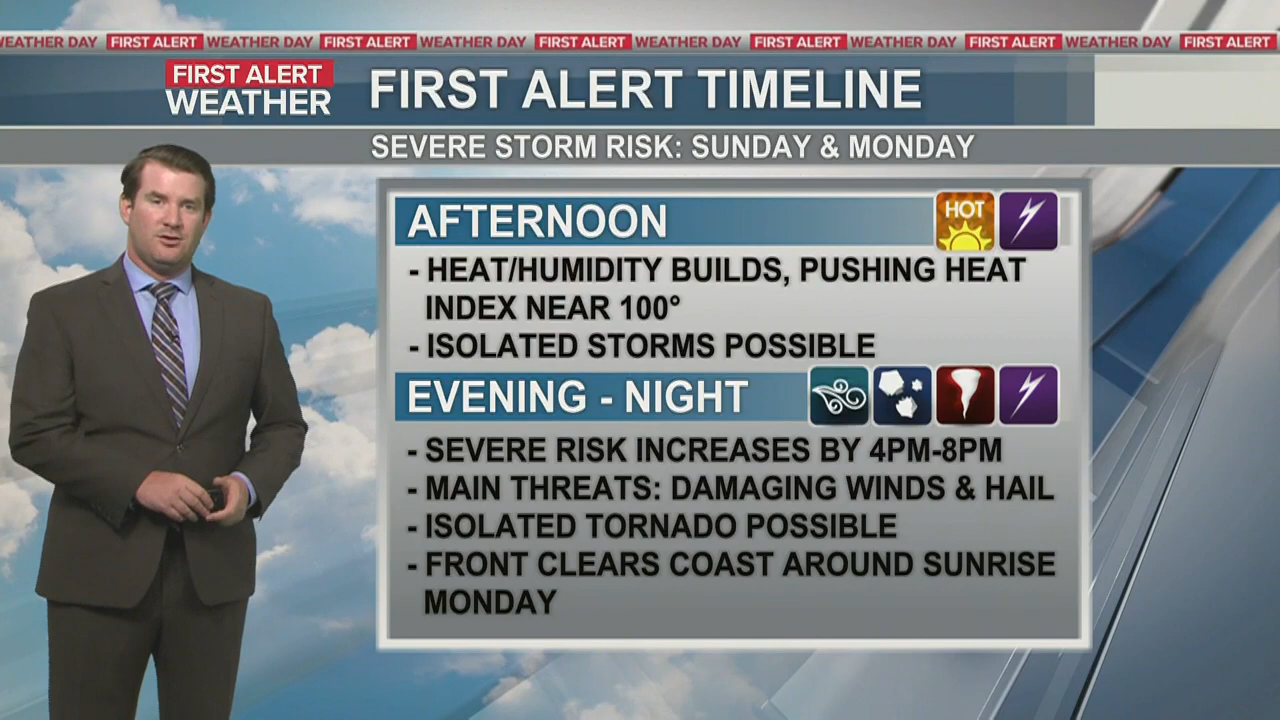 WEATHER DAY FIRST ALERT WEATHER DAY FIRST ALERT WEATHER DAY FIRST ALERT WEATHER DAY FIRST ALERT WEATHER DAY FIRST ALERT WEATHER DAY FIRST ALERT
FIRST ALERT
WEATHER
FIRST ALERT TIMELINE
SEVERE STORM RISK: SUNDAY & MONDAY
AFTERNOON
HOT
- HEAT/HUMIDITY BUILDS, PUSHING HEAT
INDEX NEAR 100°
- ISOLATED STORMS POSSIBLE
EVENING - NIGHT
- SEVERE RISK INCREASES BY 4PM-8PM
- MAIN THREATS: DAMAGING WINDS & HAIL
- ISOLATED TORNADO POSSIBLE
- FRONT CLEARS COAST AROUND SUNRISE
MONDAY